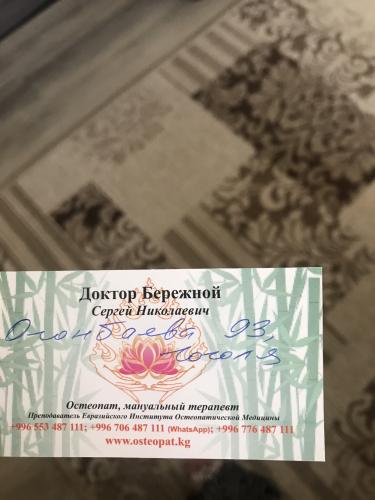 Доктор Бережной
Сергей Николаевич
Огонбаева 93,
Гоголя
Остеопат, мануальный терапевт
Преподаватель Евразийского Института Остеопатической Медицины
+996 553 487 111; +996 706 487 111 (WhatsApp); +996 776 487 111
www.osteopat.kg